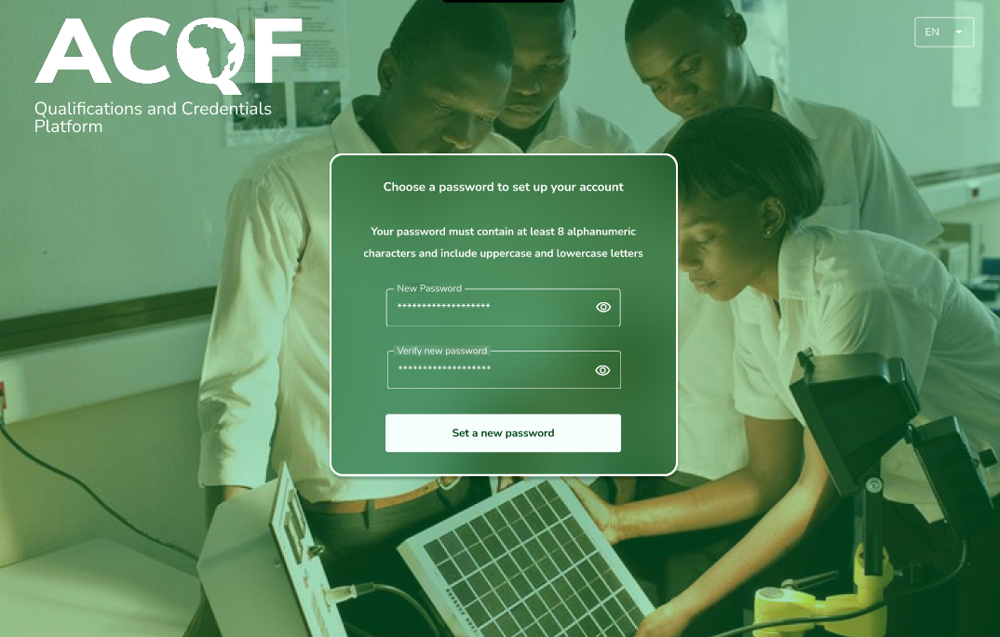 ACQF
Qualifications and Credentials
Platform
EN
Choose a password to set up your account
Your password must contain at least 8 alphanumeric
characters and include uppercase and lowercase letters
New Password
*******************
Verify new password
*******************
Set a new password